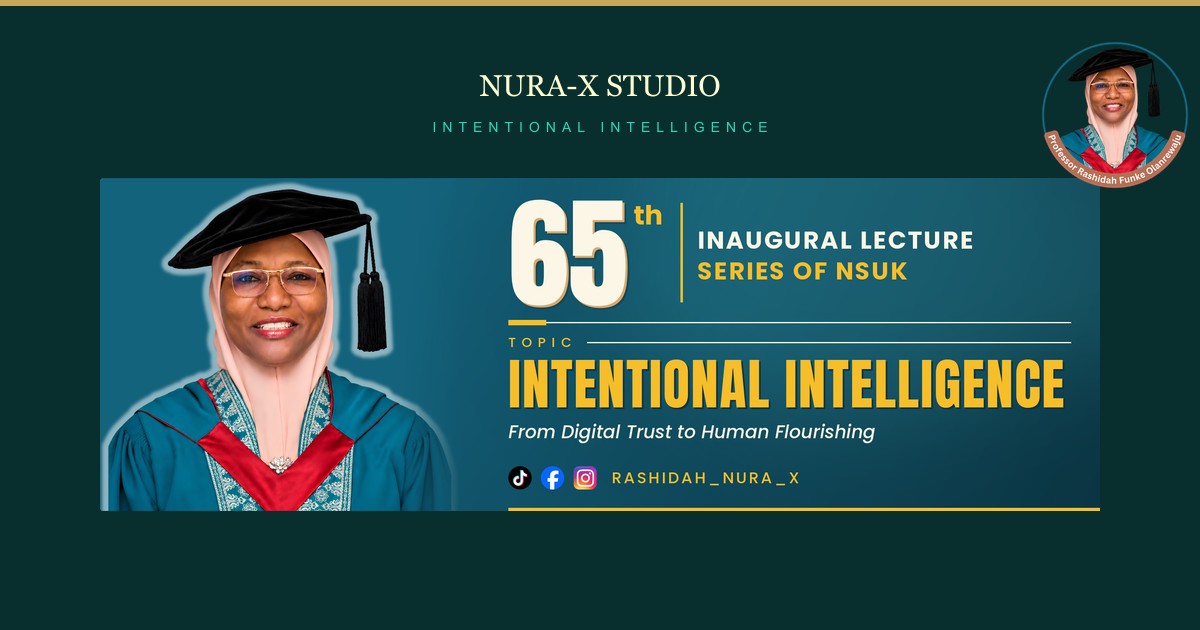 NURA-X STUDIO
INTENTIONAL INTELLIGENCE
Professor Rashidah Funke Olanrewaju
65th
INAUGURAL LECTURE
SERIES OF NSUK
TOPIC
INTENTIONAL INTELLIGENCE
From Digital Trust to Human Flourishing
RASHIDAH_NURA_X